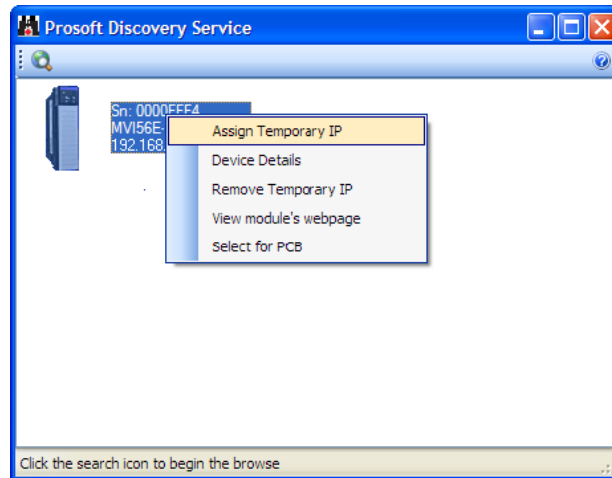 Prosoft Discovery Service
Sn: 0000FFF4
MVI56E-
192.168.
Assign Temporary IP
Device Details
Remove Temporary IP
View module's webpage
Select for PCB
Click the search icon to begin the browse